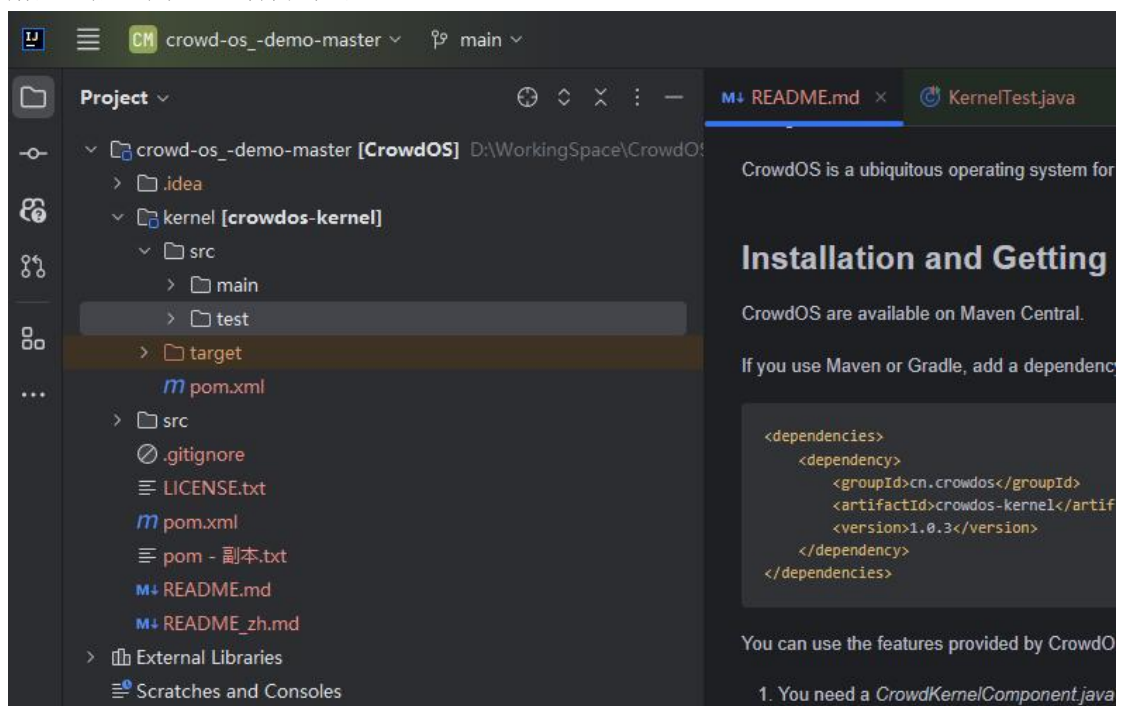 IJ
CM crowd-os_-demo-master main
Project
crowd-os_-demo-master [CrowdOS] D:\WorkingSpace\CrowdOS
.idea
kernel [crowdos-kernel]
src
main
test
target
m pom.xml
src
.gitignore
LICENSE.txt
m pom.xml
pom - 副本.txt
M↓ README.md
M↓ README_zh.md
External Libraries
Scratches and Consoles
M↓ README.md × KernelTest.java
CrowdOS is a ubiquitous operating system for
Installation and Getting
CrowdOS are available on Maven Central.
If you use Maven or Gradle, add a dependency
<dependencies>
<dependency>
<groupId>cn.crowdos</groupId>
<artifactId>crowdos-kernel</artif
<version>1.0.3</version>
</dependency>
</dependencies>
You can use the features provided by CrowdO
1. You need a CrowdKernelComponent.java